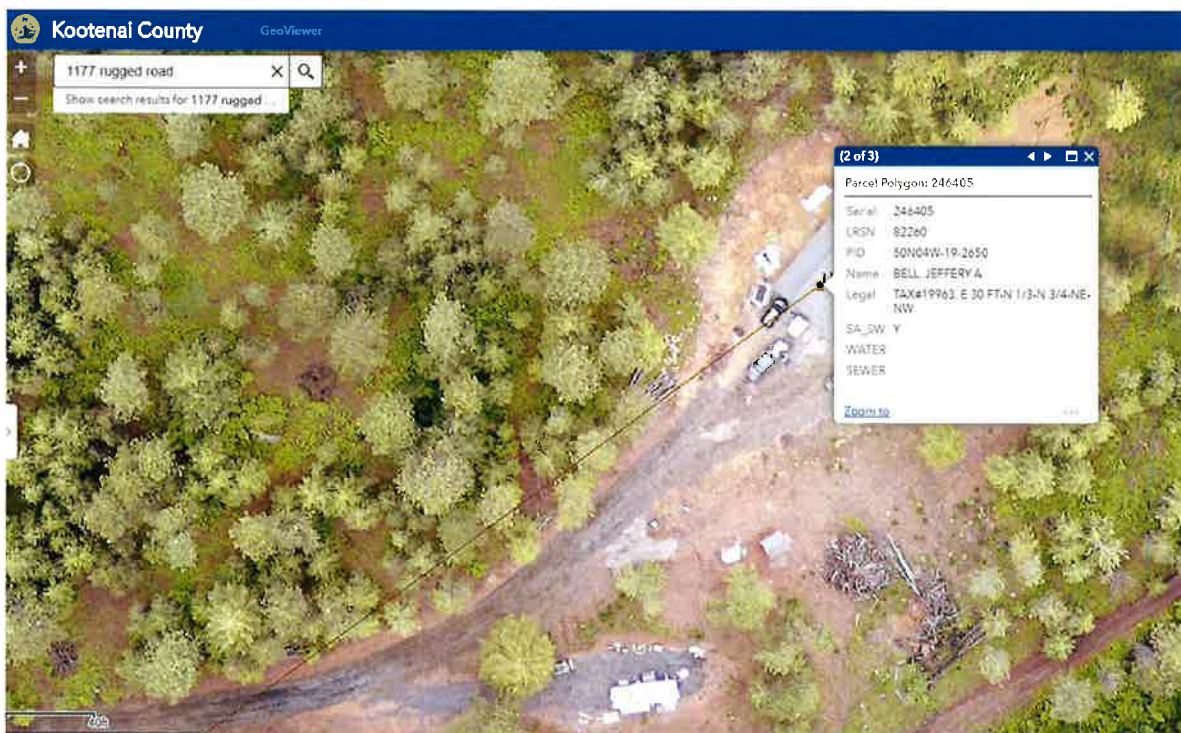 Kootenai County GeoViewer
1177 rugged road
Show search results for 1177 rugged ...
(2 of 3)
Parcel Polygon: 246405
Serial 246405
LRSN 82260
PID 50N04W-19-2650
Name BELL, JEFFERY A
Legal TAX#19963, E 30 FT-N 1/3-N 3/4-NE-
NW
SA_SW Y
WATER
SEWER
Zoom to
60ft